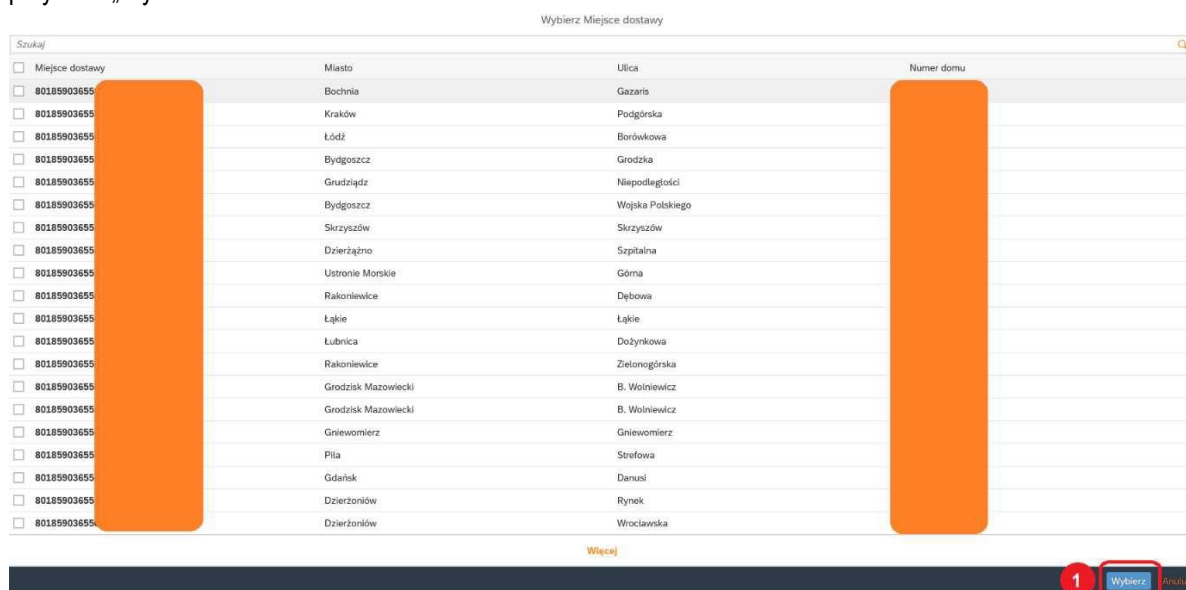 Wybierz Miejsce dostawy
Szukaj
Miejsce dostawy Miasto Ulica Numer domu
80185903655 Bochnia Gazaris
80185903655 Kraków Podgórska
80185903655 Łódź Borówkowa
80185903655 Bydgoszcz Grodzka
80185903655 Grudziądz Niepodległości
80185903655 Bydgoszcz Wojska Polskiego
80185903655 Skrzyszów Skrzyszów
80185903655 Dzierżążno Szpitalna
80185903655 Ustronie Morskie Górna
80185903655 Rakoniewice Dębowa
80185903655 Łąkie Łąkie
80185903655 Łubnica Dożynkowa
80185903655 Rakoniewice Zielonogórska
80185903655 Grodzisk Mazowiecki B. Wolniewicz
80185903655 Grodzisk Mazowiecki B. Wolniewicz
80185903655 Gniewomierz Gniewomierz
80185903655 Piła Strefowa
80185903655 Gdańsk Danusi
80185903655 Dzierżoniów Rynek
80185903655 Dzierżoniów Wrocławska
Więcej
1 Wybierz